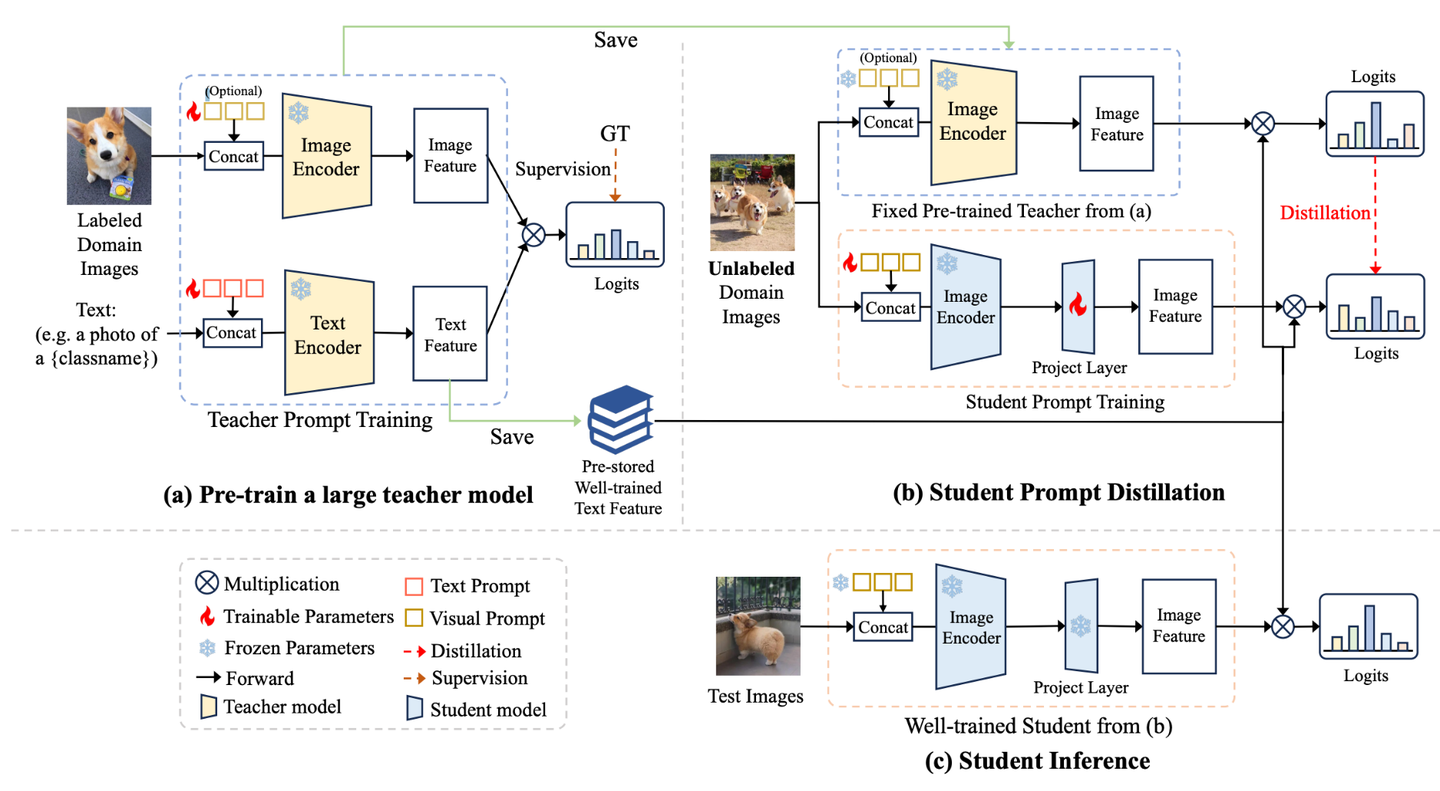 Save
(Optional)
Concat
Image
Encoder
Image
Feature
Labeled
Domain
Images
GT
Supervision
Logits
Text:
(e.g. a photo of
a {classname})
Concat
Text
Encoder
Text
Feature
Teacher Prompt Training
Save
Pre-stored
Well-trained
Text Feature
(a) Pre-train a large teacher model
(Optional)
Concat
Image
Encoder
Image
Feature
Logits
Fixed Pre-trained Teacher from (a)
Distillation
Unlabeled
Domain
Images
Concat
Image
Encoder
Project Layer
Image
Feature
Logits
Student Prompt Training
(b) Student Prompt Distillation
Multiplication
Text Prompt
Trainable Parameters
Visual Prompt
Frozen Parameters
Distillation
Forward
Supervision
Teacher model
Student model
Test Images
Concat
Image
Encoder
Project Layer
Image
Feature
Logits
Well-trained Student from (b)
(c) Student Inference